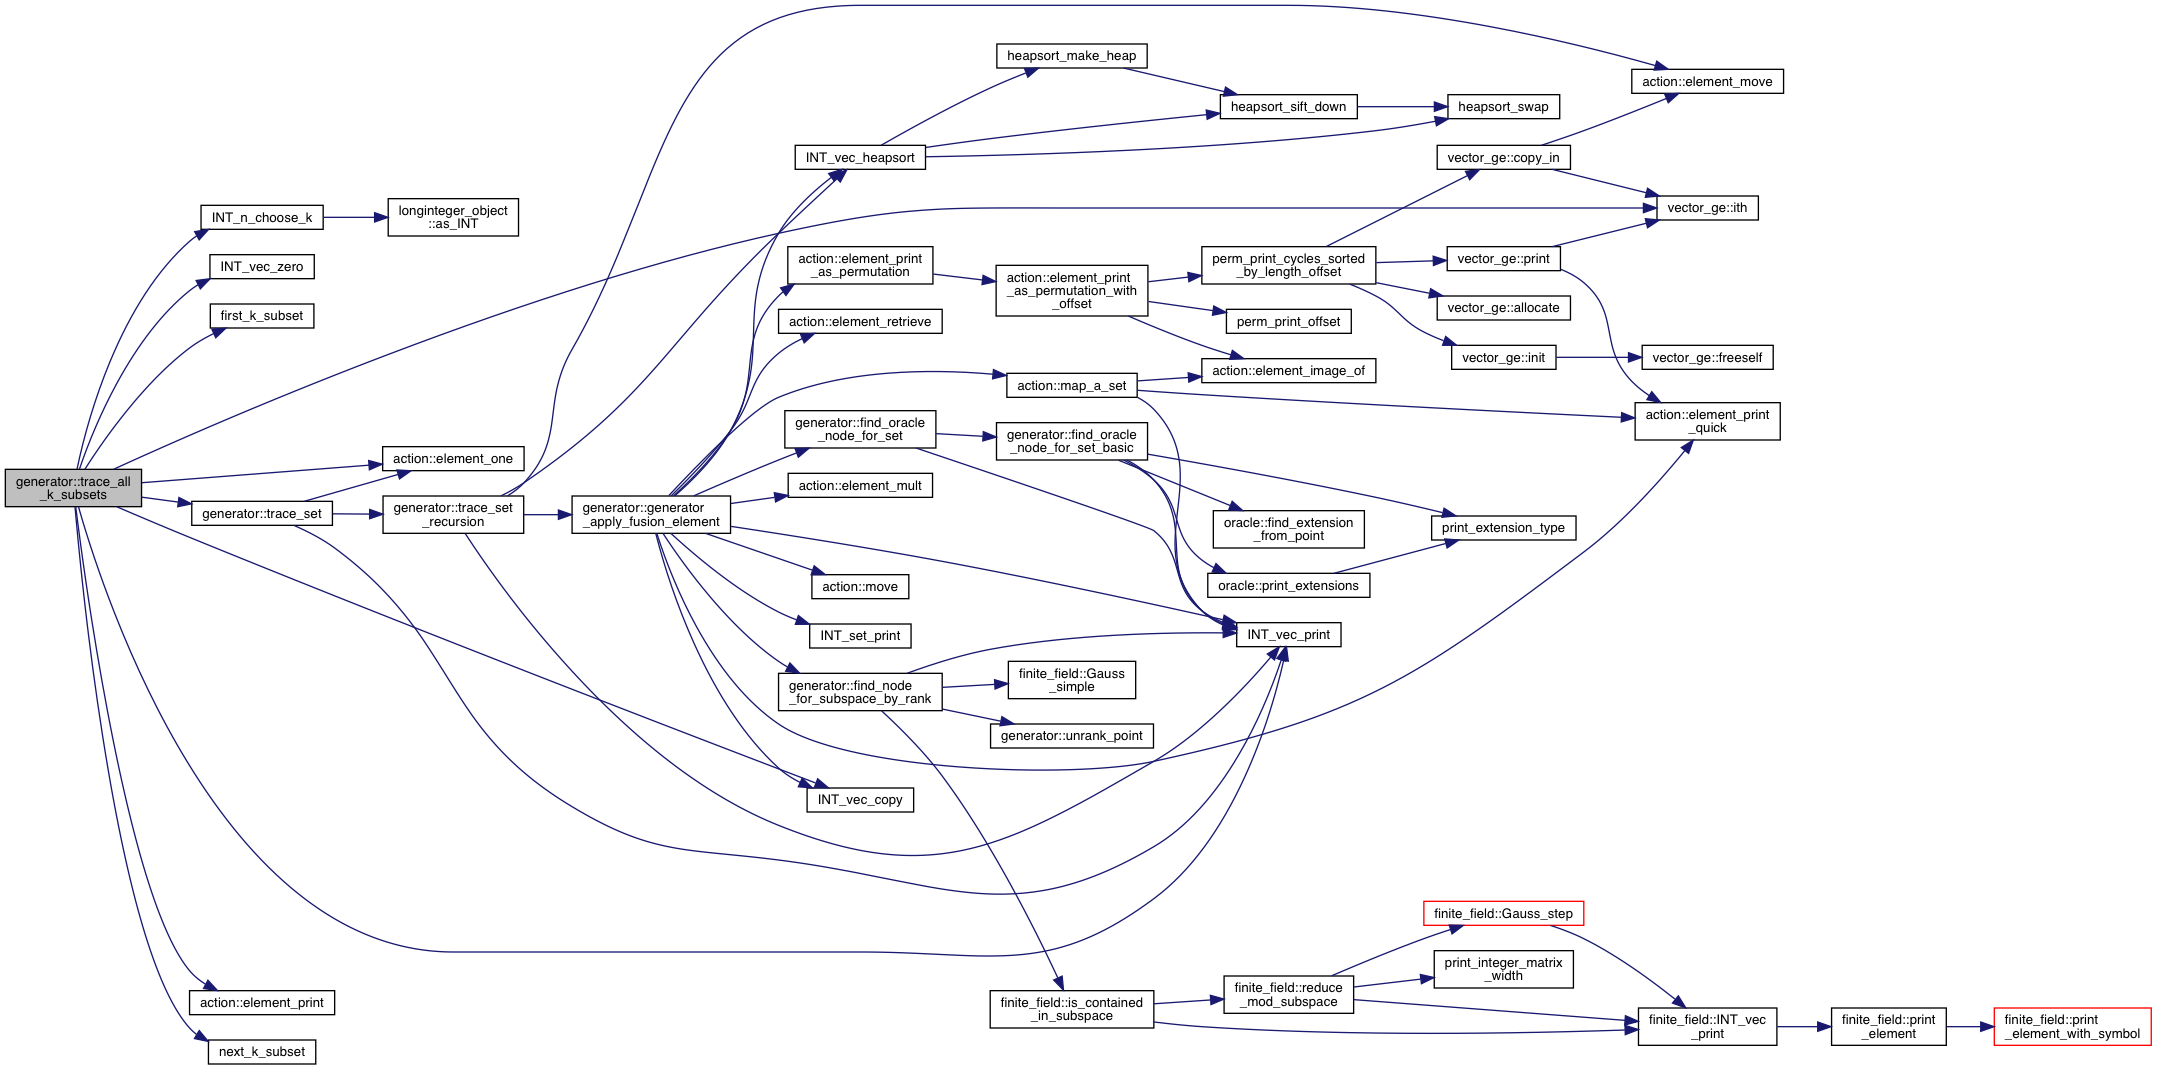 generator::trace_all
_k_subsets
INT_n_choose_k
longinteger_object
::as_INT
INT_vec_zero
first_k_subset
action::element_one
generator::trace_set
generator::trace_set
_recursion
action::element_print
next_k_subset
generator::generator
_apply_fusion_element
INT_vec_heapsort
heapsort_make_heap
heapsort_sift_down
heapsort_swap
action::element_move
action::element_print
_as_permutation
action::element_print
_as_permutation_with
_offset
perm_print_cycles_sorted
_by_length_offset
perm_print_offset
action::element_image_of
vector_ge::copy_in
vector_ge::ith
vector_ge::print
vector_ge::allocate
vector_ge::init
vector_ge::freeself
action::element_print
_quick
action::element_retrieve
action::map_a_set
generator::find_oracle
_node_for_set
generator::find_oracle
_node_for_set_basic
action::element_mult
oracle::find_extension
_from_point
print_extension_type
oracle::print_extensions
action::move
INT_set_print
INT_vec_print
generator::find_node
_for_subspace_by_rank
finite_field::Gauss
_simple
generator::unrank_point
INT_vec_copy
finite_field::is_contained
_in_subspace
finite_field::reduce
_mod_subspace
finite_field::Gauss_step
print_integer_matrix
_width
finite_field::INT_vec
_print
finite_field::print
_element
finite_field::print
_element_with_symbol